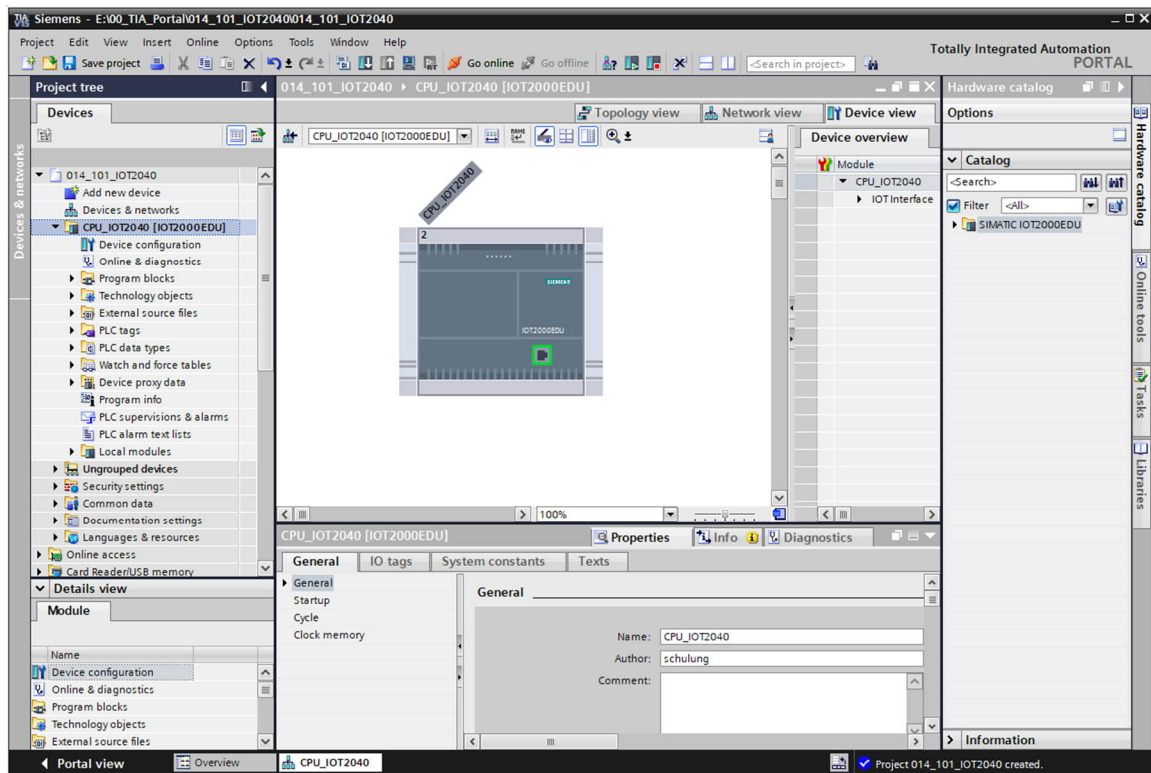 Siemens - E:\00_TIA_Portal\014_101_IOT2040\014_101_IOT2040
Project Edit View Insert Online Options Tools Window Help
Totally Integrated Automation
PORTAL
Save project Go online Go offline <Search in project>
Project tree
Devices
Devices & networks
014_101_IOT2040
Add new device
Devices & networks
CPU_IOT2040 [IOT2000EDU]
Device configuration
Online & diagnostics
Program blocks
Technology objects
External source files
PLC tags
PLC data types
Watch and force tables
Device proxy data
Program info
PLC supervisions & alarms
PLC alarm text lists
Local modules
Ungrouped devices
Security settings
Common data
Documentation settings
Languages & resources
Online access
Card Reader/USB memory
Details view
Module
Name
Device configuration
Online & diagnostics
Program blocks
Technology objects
External source files
014_101_IOT2040 CPU_IOT2040 [IOT2000EDU]
Topology view Network view Device view
CPU_IOT2040 [IOT2000EDU]
CPU_IOT2040
2
SIEMENS
IOT2000EDU
100%
Device overview
Module
CPU_IOT2040
IOT Interface
CPU_IOT2040 [IOT2000EDU]
Properties Info Diagnostics
General IO tags System constants Texts
General
Startup
Cycle
Clock memory
General
Name: CPU_IOT2040
Author: schulung
Comment:
Hardware catalog
Options
Catalog
<Search>
Filter <All>
SIMATIC IOT2000EDU
Information
Hardware catalog
Online tools
Tasks
Libraries
Portal view Overview CPU_IOT2040 Project 014_101_IOT2040 created.